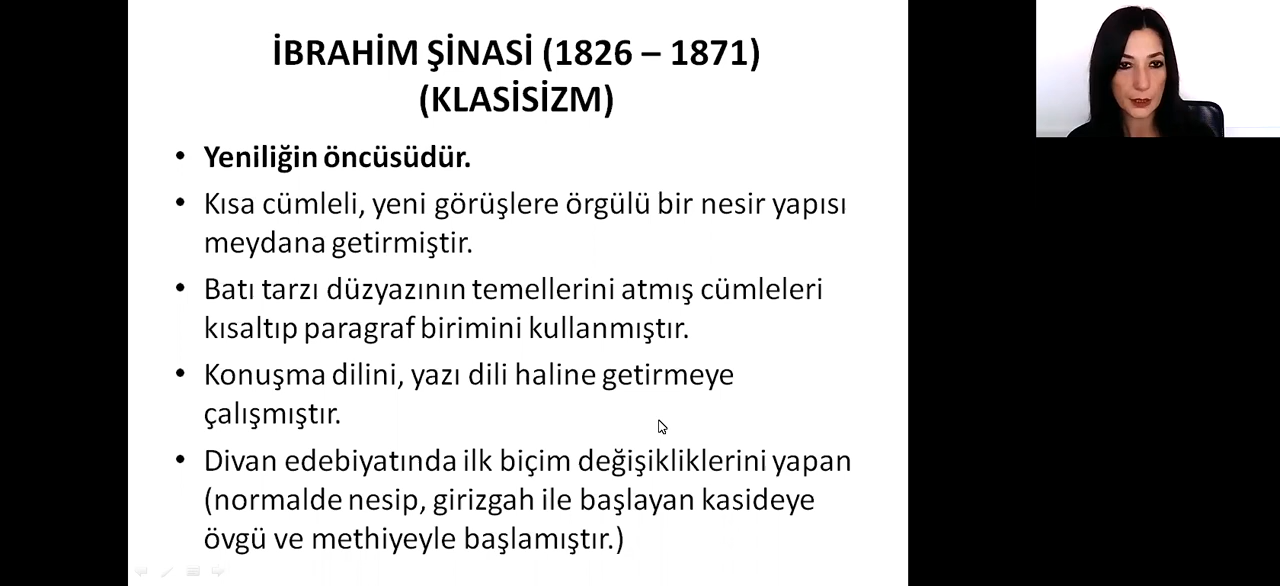 İBRAHİM ŞİNASİ (1826 – 1871)
(KLASİSİZM)
• Yeniliğin öncüsüdür.
• Kısa cümleli, yeni görüşlere örgülü bir nesir yapısı
meydana getirmiştir.
• Batı tarzı düzyazının temellerini atmış cümleleri
kısaltıp paragraf birimini kullanmıştır.
• Konuşma dilini, yazı dili haline getirmeye
çalışmıştır.
• Divan edebiyatında ilk biçim değişikliklerini yapan
(normalde nesip, girizgah ile başlayan kasideye
övgü ve methiyeyle başlamıştır.)